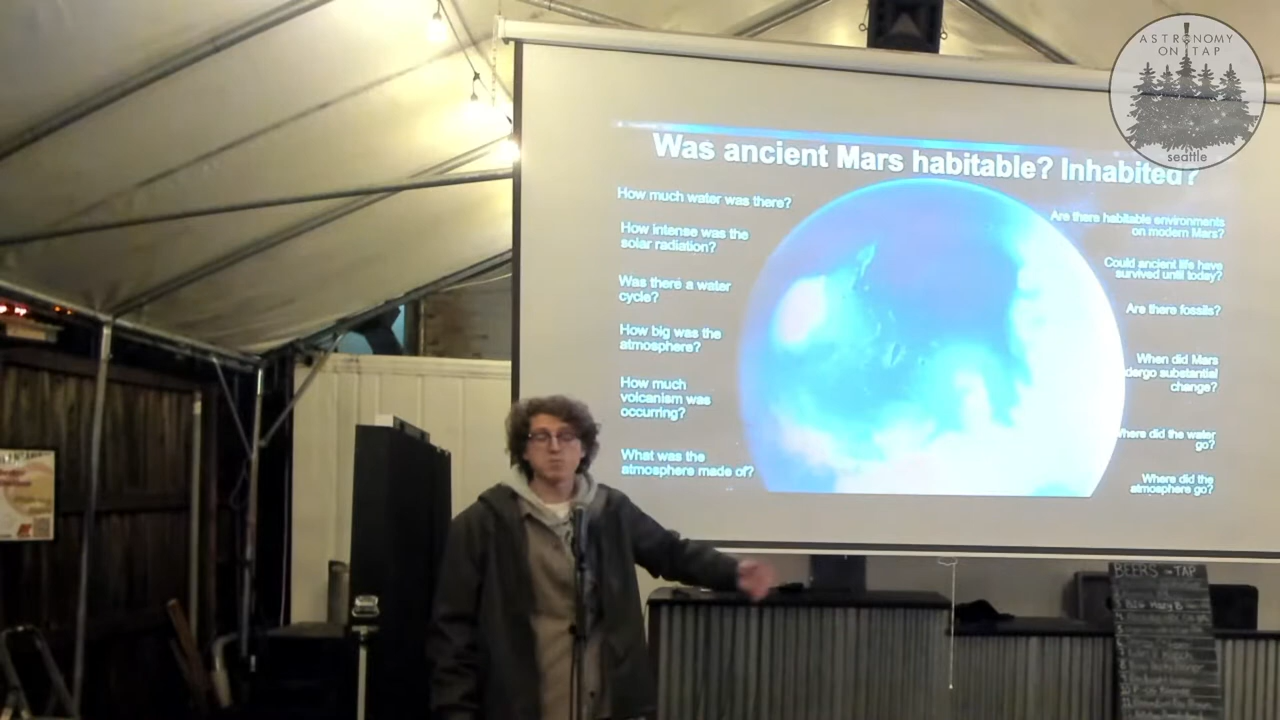 ASTRONOMY
ON TAP
seattle
Was ancient Mars habitable? Inhabited?
How much water was there?
How intense was the
solar radiation?
Was there a water
cycle?
How big was the
atmosphere?
How much
volcanism was
occurring?
What was the
atmosphere made of?
Are there habitable environments
on modern Mars?
Could ancient life have
survived until today?
Are there fossils?
When did Mars
dergo substantial
change?
here did the water
go?
Where did the
atmosphere go?
BEERS TAP